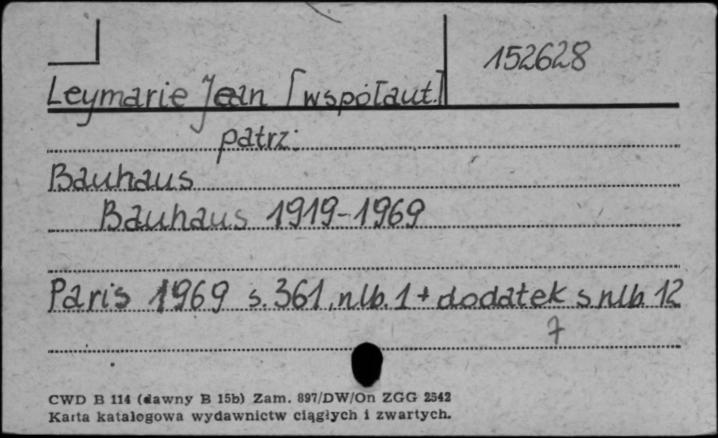 152628
Leymarie Jean [współaut.]
patrz:
Bauhaus
Bauhaus 1919-1969
Paris 1969 s. 361, nlb. 1 + dodatek s nlb. 12
7
CWD B 114 (dawny B 15b) Zam. 897/DW/On ZGG 2542
Karta katalogowa wydawnictw ciągłych i zwartych.